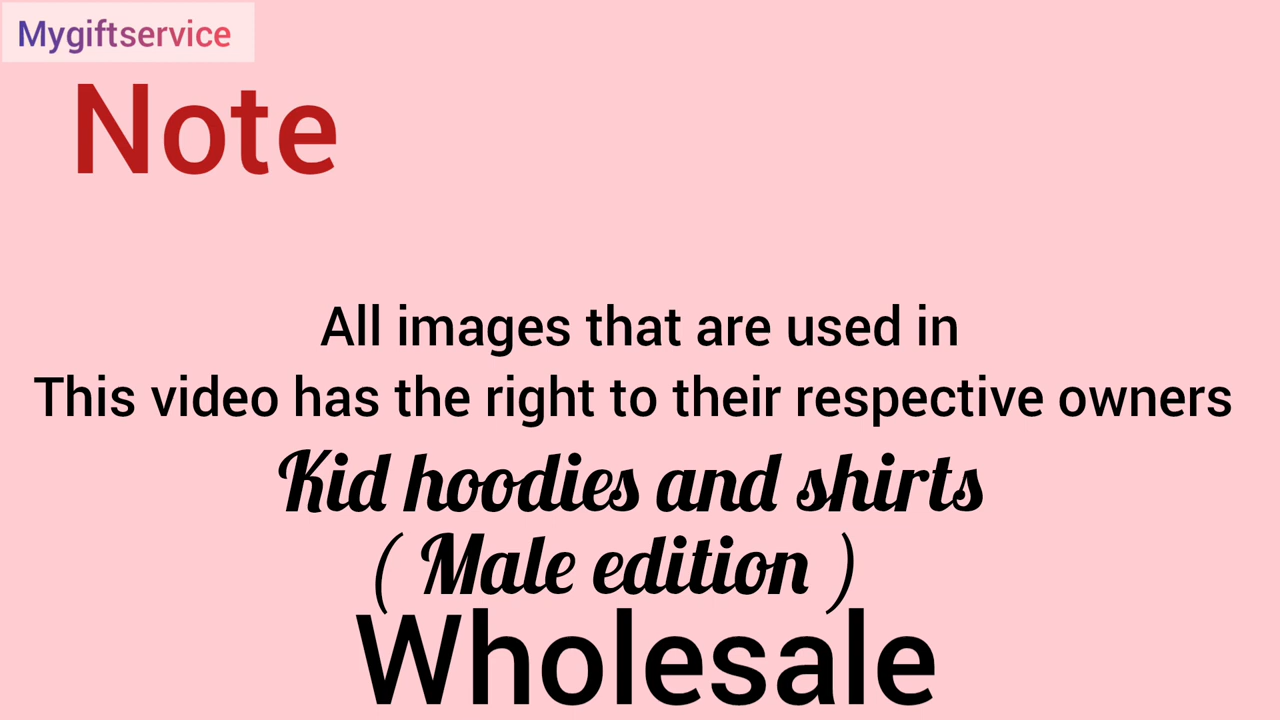 Mygiftservice
Note
All images that are used in
This video has the right to their respective owners
Kid hoodies and shirts
( Male edition )
Wholesale